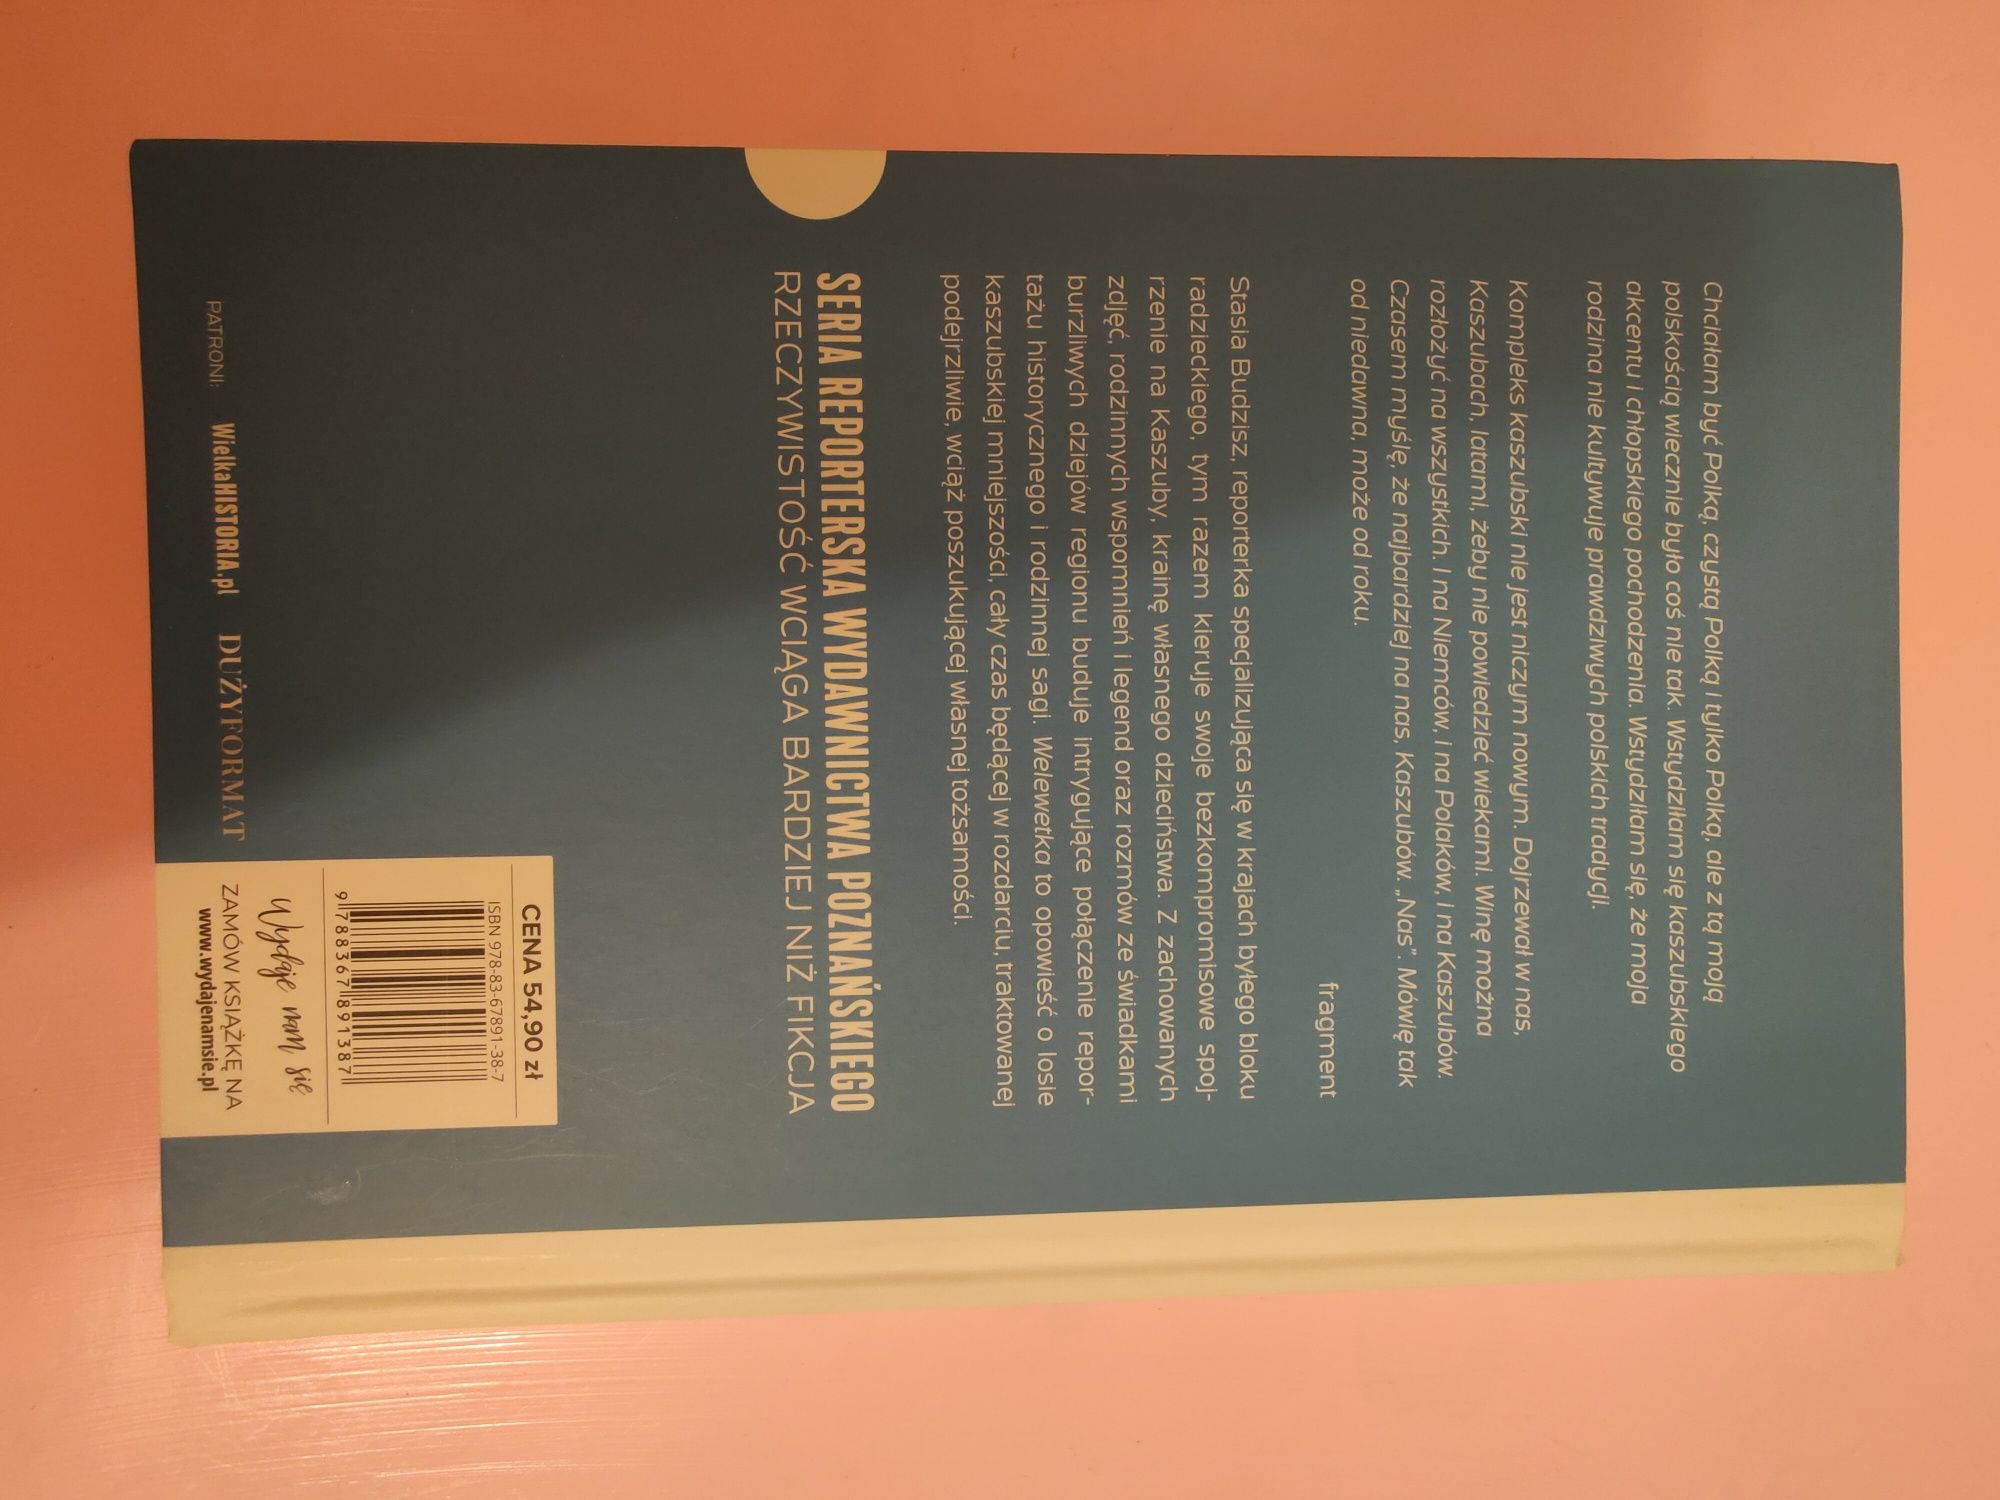 Chciałam być Polką, czystą Polką i tylko Polką, ale z tą moją
polskością wiecznie było coś nie tak. Wstydziłam się kaszubskiego
akcentu i chłopskiego pochodzenia. Wstydziłam się, że moja
rodzina nie kultywuje prawdziwych polskich tradycji.
Kompleks kaszubski nie jest niczym nowym. Dojrzewał w nas,
Kaszubach, latami, żeby nie powiedzieć wiekami. Winę można
rozłożyć na wszystkich. I na Niemców, i na Polaków, i na Kaszubów.
Czasem myślę, że najbardziej na nas, Kaszubów. „Nas”. Mówię tak
od niedawna, może od roku.
fragment
Stasia Budzisz, reporterka specjalizująca się w krajach byłego bloku
radzieckiego, tym razem kieruje swoje bezkompromisowe spoj-
rzenie na Kaszuby, krainę własnego dzieciństwa. Z zachowanych
zdjęć, rodzinnych wspomnień i legend oraz rozmów ze świadkami
burzliwych dziejów regionu buduje intrygujące połączenie repor-
tażu historycznego i rodzinnej sagi. Welewetka to opowieść o losie
kaszubskiej mniejszości, cały czas będącej w rozdarciu, traktowanej
podejrzliwie, wciąż poszukującej własnej tożsamości.
SERIA REPORTERSKA WYDAWNICTWA POZNAŃSKIEGO
RZECZYWISTOŚĆ WCIĄGA BARDZIEJ NIŻ FIKCJA
CENA 54,90 zł
ISBN 978-83-67891-38-7
9 788367 891387
Wydaje nam się
ZAMÓW KSIĄŻKĘ NA
www.wydajenamsie.pl
PATRONI: WielkaHISTORIA.pl DUŻY FORMAT